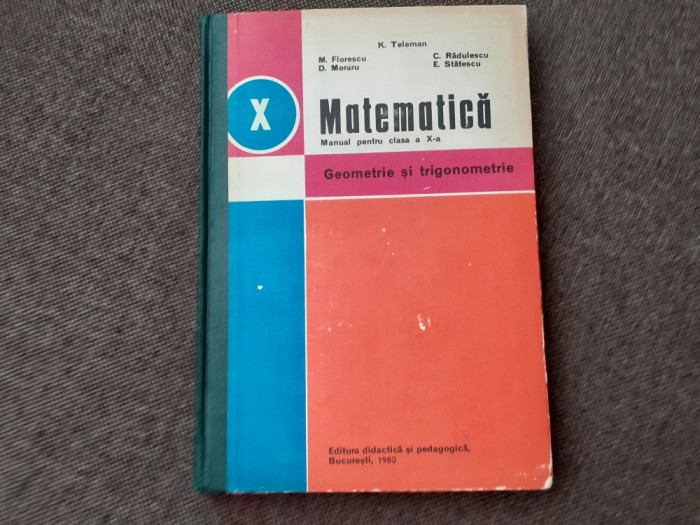 K. Teleman
M. Florescu C. Rădulescu
D. Moraru E. Stătescu
X
Matematică
Manual pentru clasa a X-a
Geometrie și trigonometrie
Editura didactică și pedagogică,
București, 1980